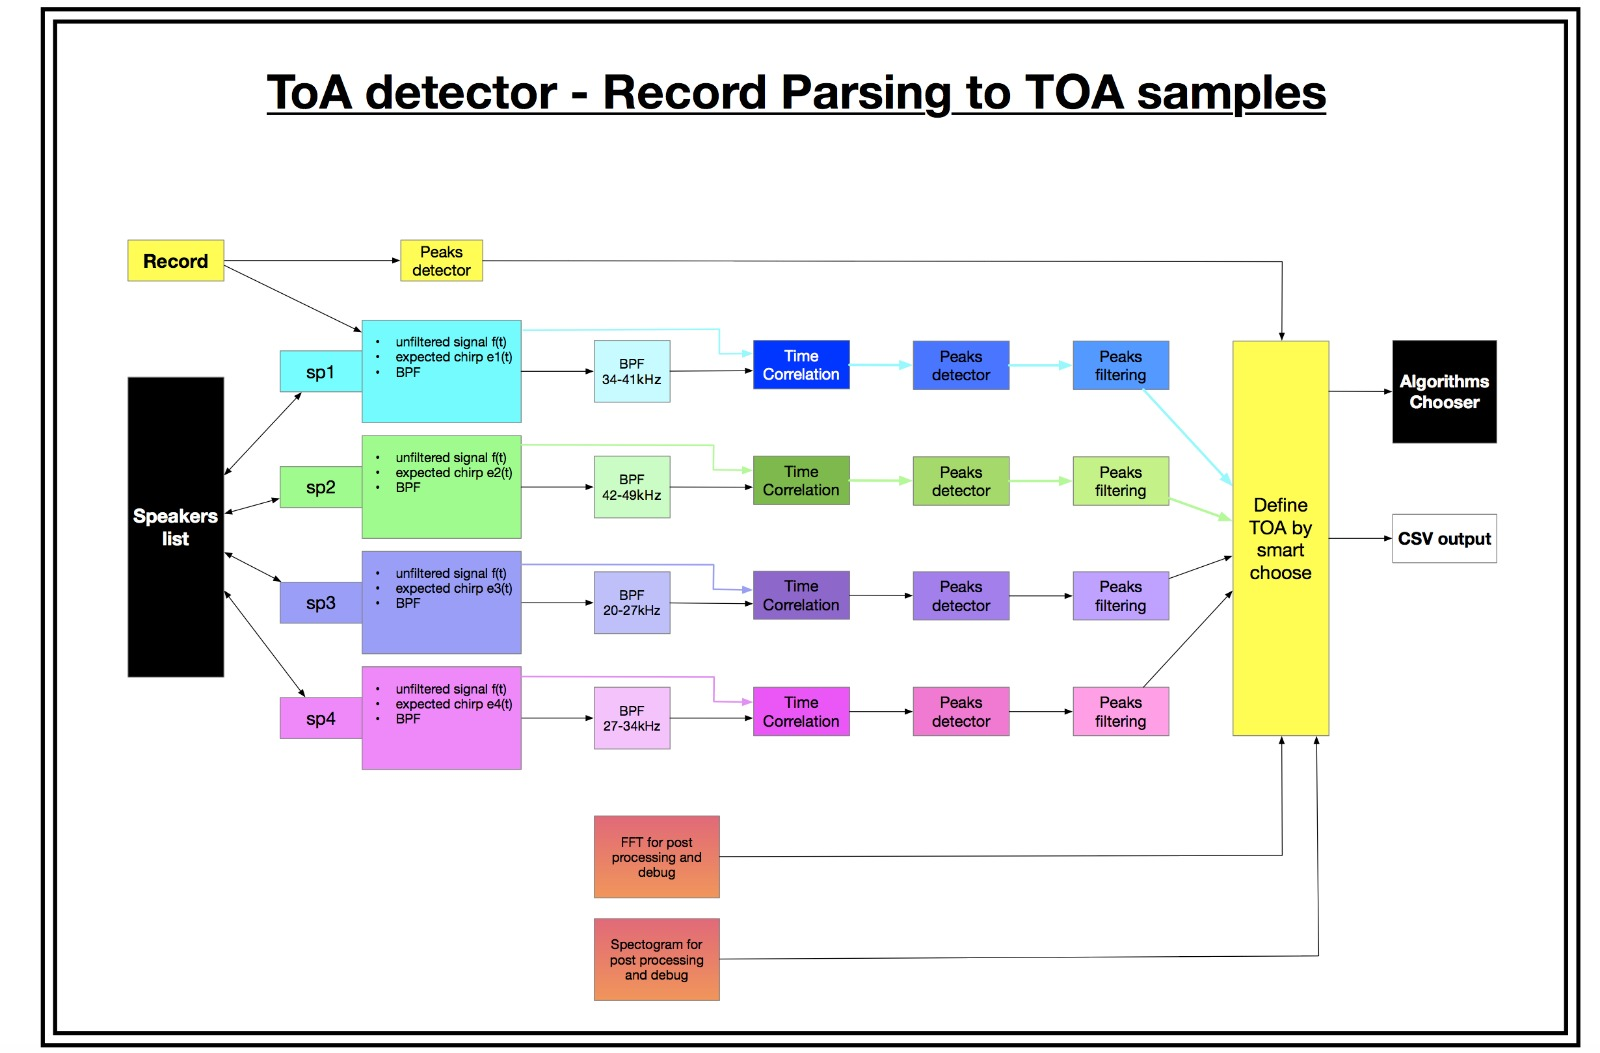 ToA detector - Record Parsing to TOA samples
Record
Peaks
detector
Speakers
list
sp1
• unfiltered signal f(t)
• expected chirp e1(t)
• BPF
BPF
34-41kHz
Time
Correlation
Peaks
detector
Peaks
filtering
sp2
• unfiltered signal f(t)
• expected chirp e2(t)
• BPF
BPF
42-49kHz
Time
Correlation
Peaks
detector
Peaks
filtering
sp3
• unfiltered signal f(t)
• expected chirp e3(t)
• BPF
BPF
20-27kHz
Time
Correlation
Peaks
detector
Peaks
filtering
sp4
• unfiltered signal f(t)
• expected chirp e4(t)
• BPF
BPF
27-34kHz
Time
Correlation
Peaks
detector
Peaks
filtering
Define
TOA by
smart
choose
Algorithms
Chooser
CSV output
FFT for post
processing and
debug
Spectogram for
post processing
and debug